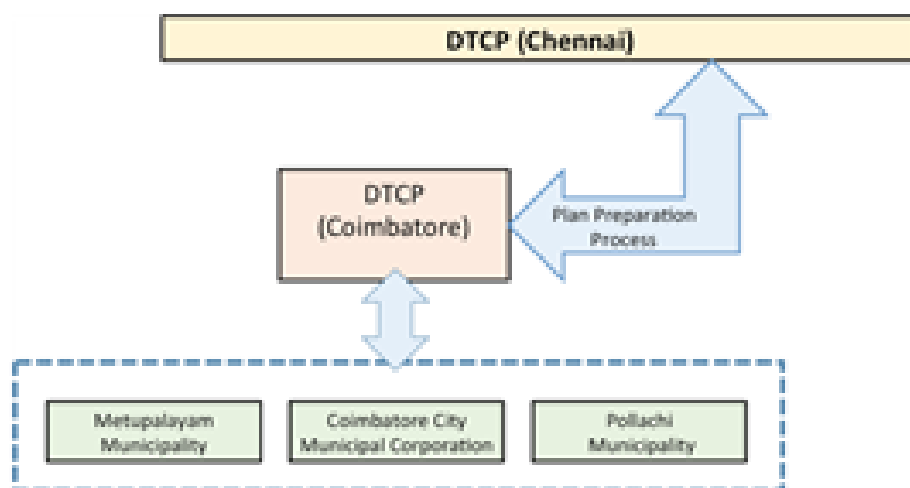 DTCP (Chennai)
DTCP
(Coimbatore)
Plan Preparation
Process
Metupalayam
Municipality
Coimbatore City
Municipal Corporation
Pollachi
Municipality